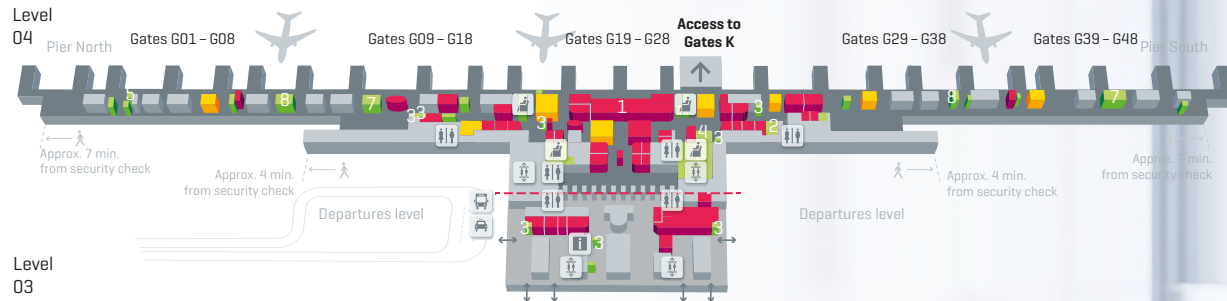 Level
04
Pier North
Gates G01 – G08
Gates G09 – G18
Gates G19 – G28
Access to
Gates K
Gates G29 – G38
Gates G39 – G48
Pier South
5
8
7
3
3
3
1
4
3
3
2
8
7
Approx. 7 min.
from security check
Approx. 4 min.
from security check
Approx. 4 min.
from security check
Approx. 7 min.
from security check
Departures level
Departures level
3
i
3
3
Level
03